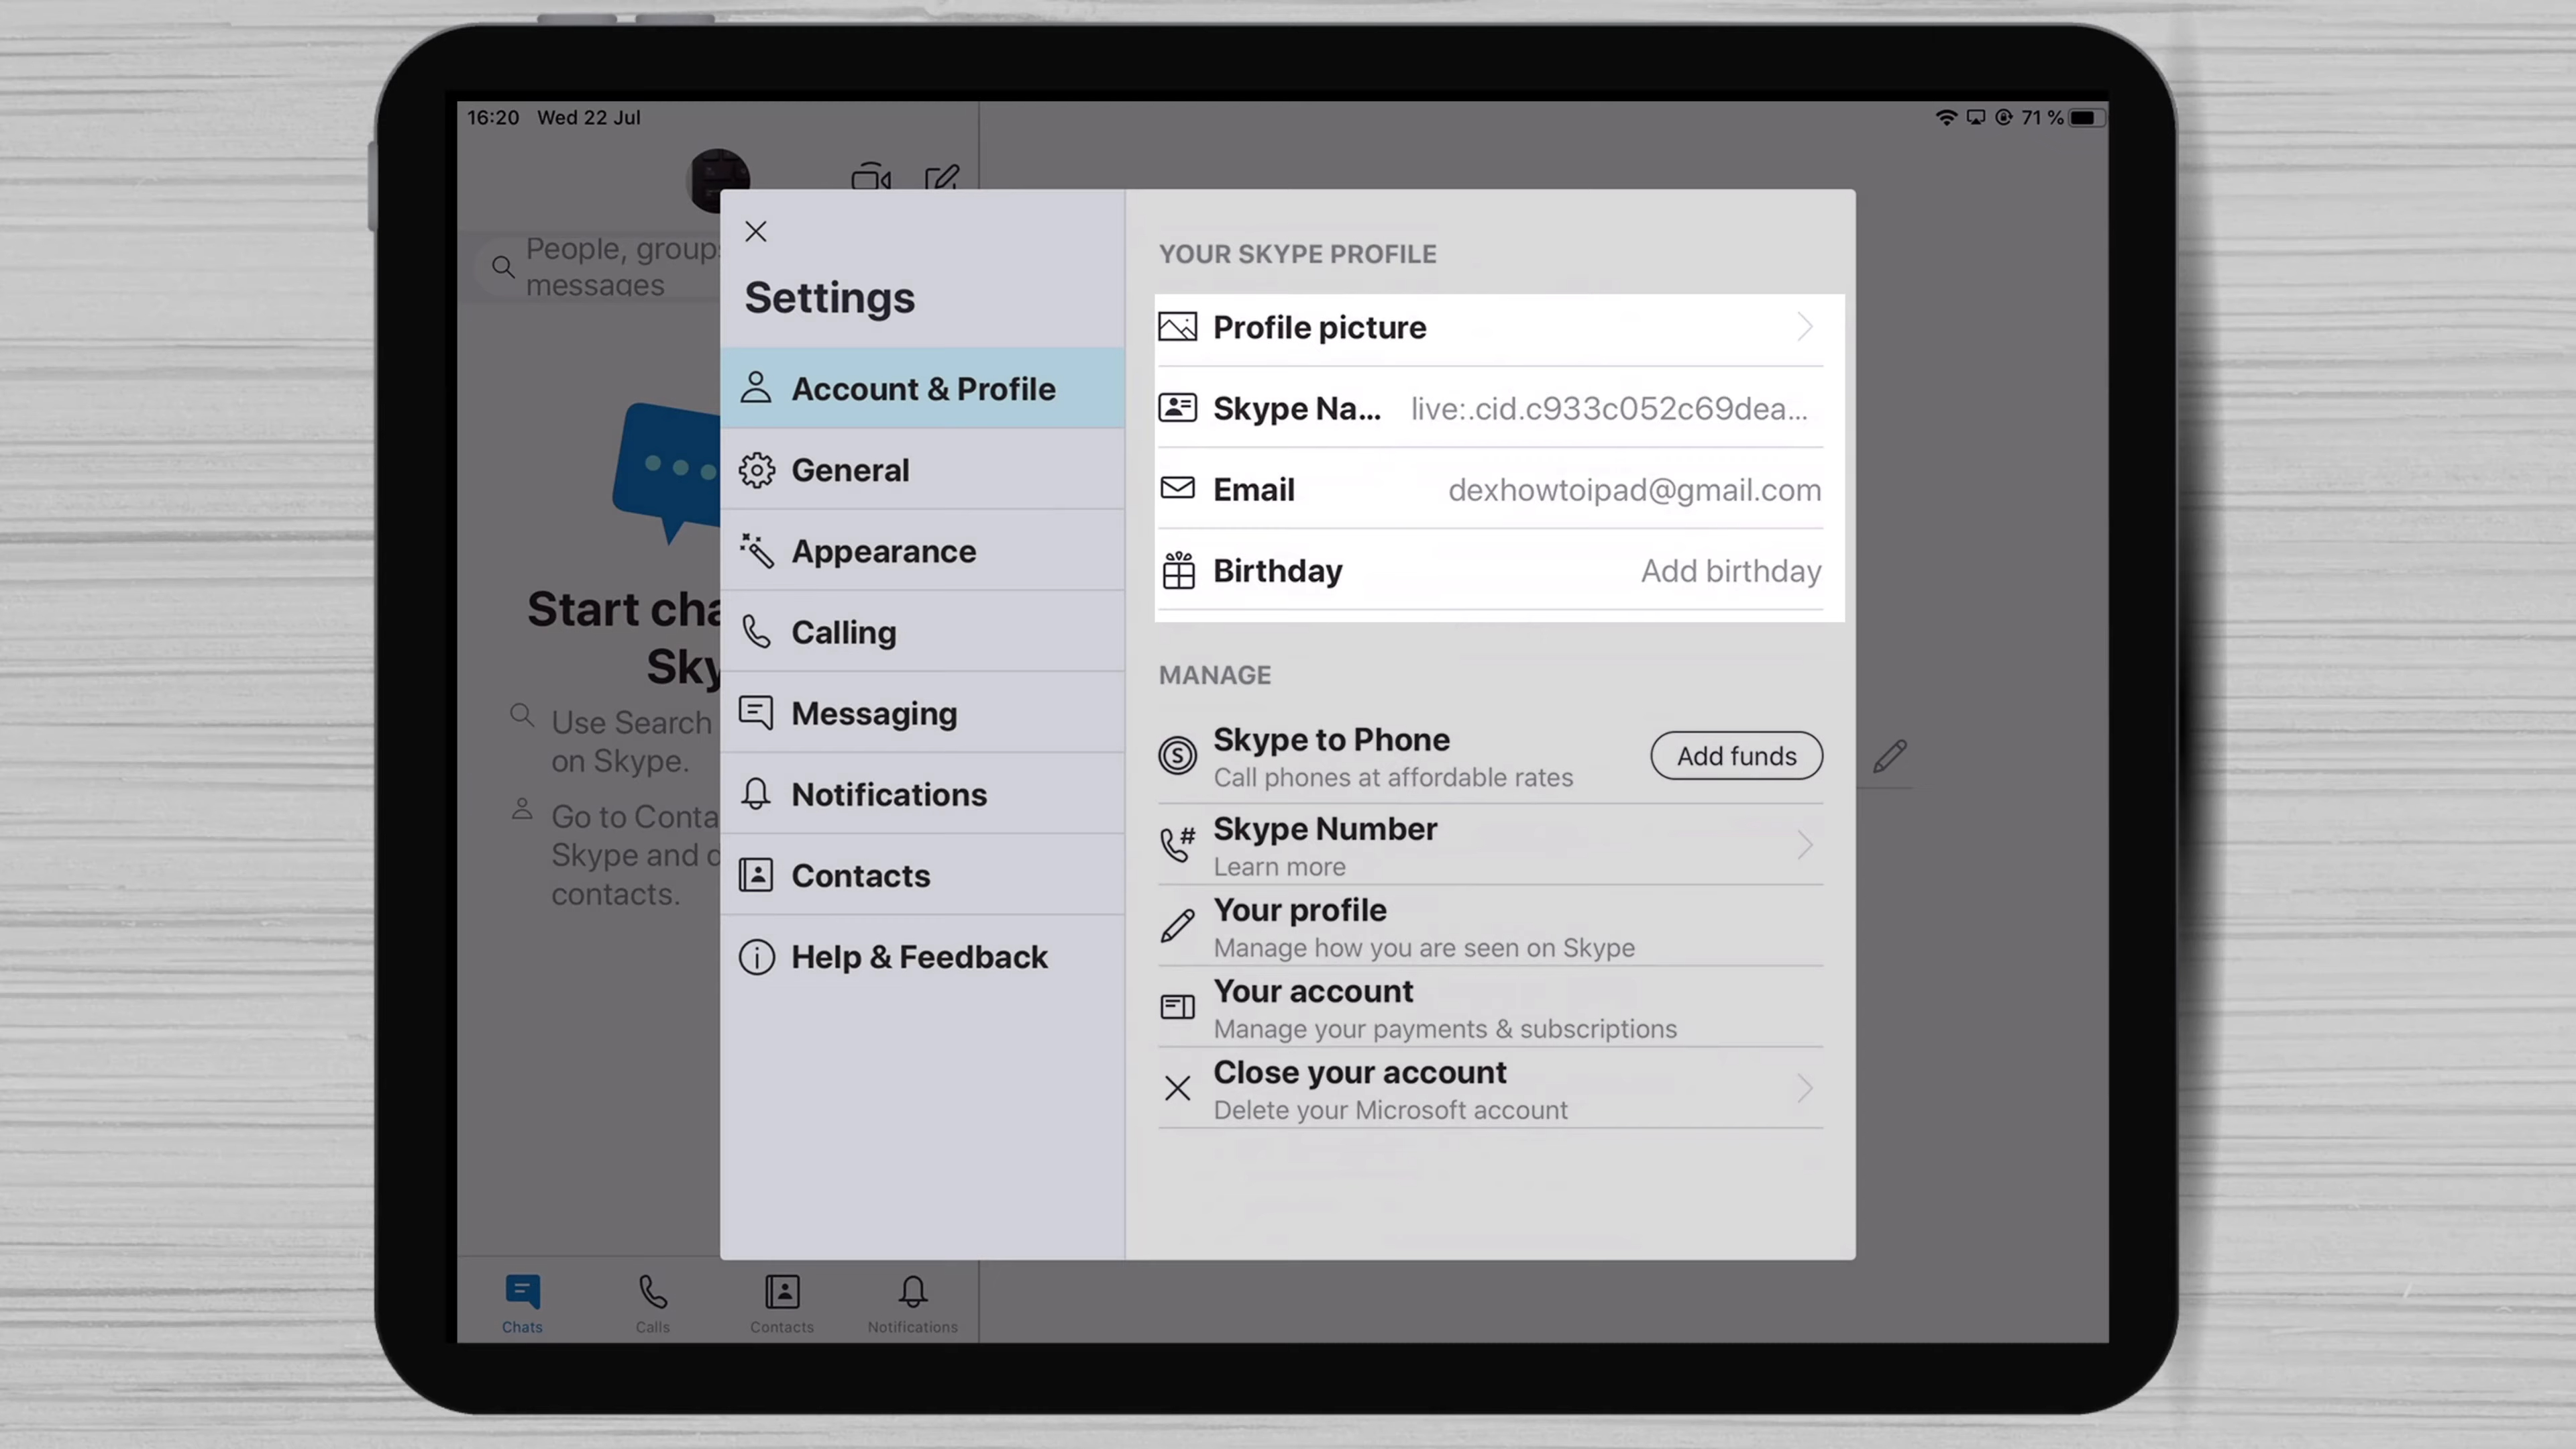 16:20 Wed 22 Jul
71 %
People, groups
messages
Start cha
Sky
Use Search
on Skype.
Go to Conta
Skype and c
contacts.
Chats
Calls
Contacts
Notifications
Settings
Account & Profile
General
Appearance
Calling
Messaging
Notifications
Contacts
Help & Feedback
YOUR SKYPE PROFILE
Profile picture
Skype Na... live:.cid.c933c052c69dea...
Email dexhowtoipad@gmail.com
Birthday Add birthday
MANAGE
Skype to Phone
Call phones at affordable rates
Add funds
Skype Number
Learn more
Your profile
Manage how you are seen on Skype
Your account
Manage your payments & subscriptions
Close your account
Delete your Microsoft account